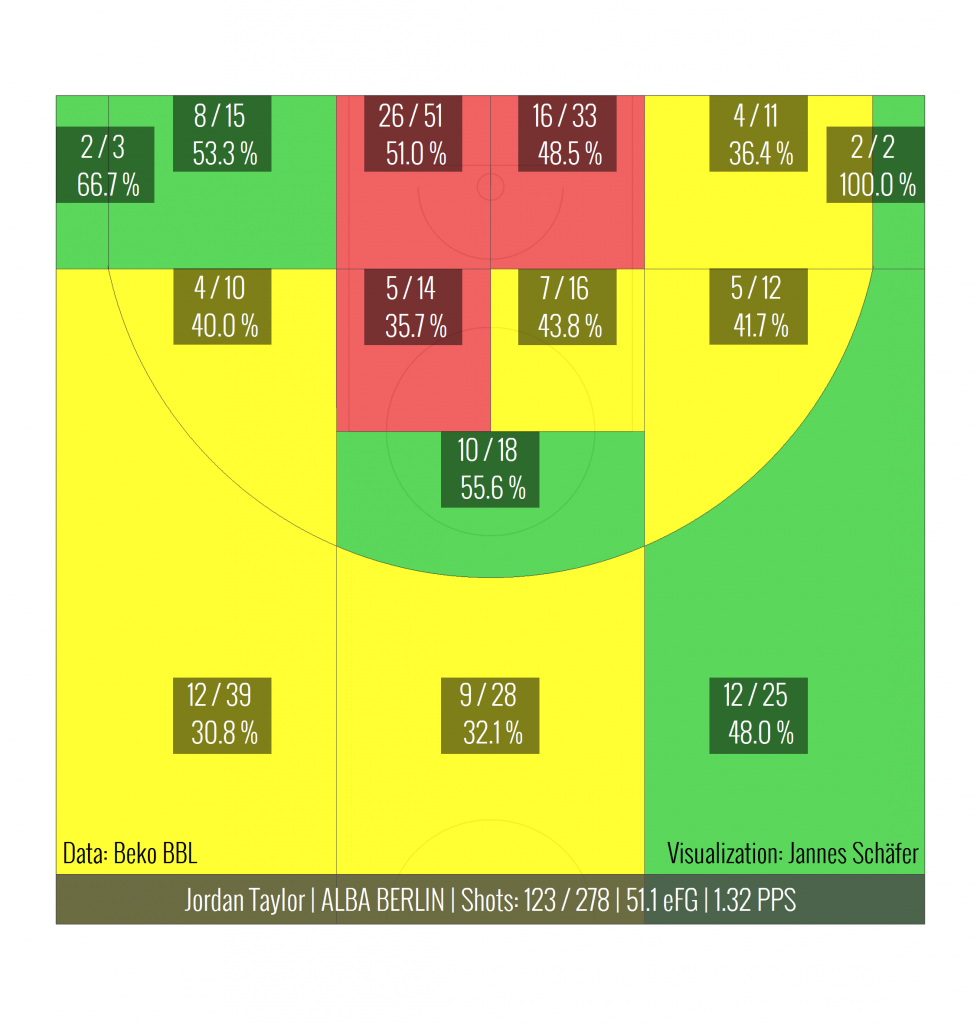 8 / 15
53.3 %
26 / 51
51.0 %
16 / 33
48.5 %
4 / 11
36.4 %
2 / 3
66.7 %
2 / 2
100.0 %
4 / 10
40.0 %
5 / 14
35.7 %
7 / 16
43.8 %
5 / 12
41.7 %
10 / 18
55.6 %
12 / 39
30.8 %
9 / 28
32.1 %
12 / 25
48.0 %
Data: Beko BBL
Visualization: Jannes Schäfer
Jordan Taylor | ALBA BERLIN | Shots: 123 / 278 | 51.1 eFG | 1.32 PPS